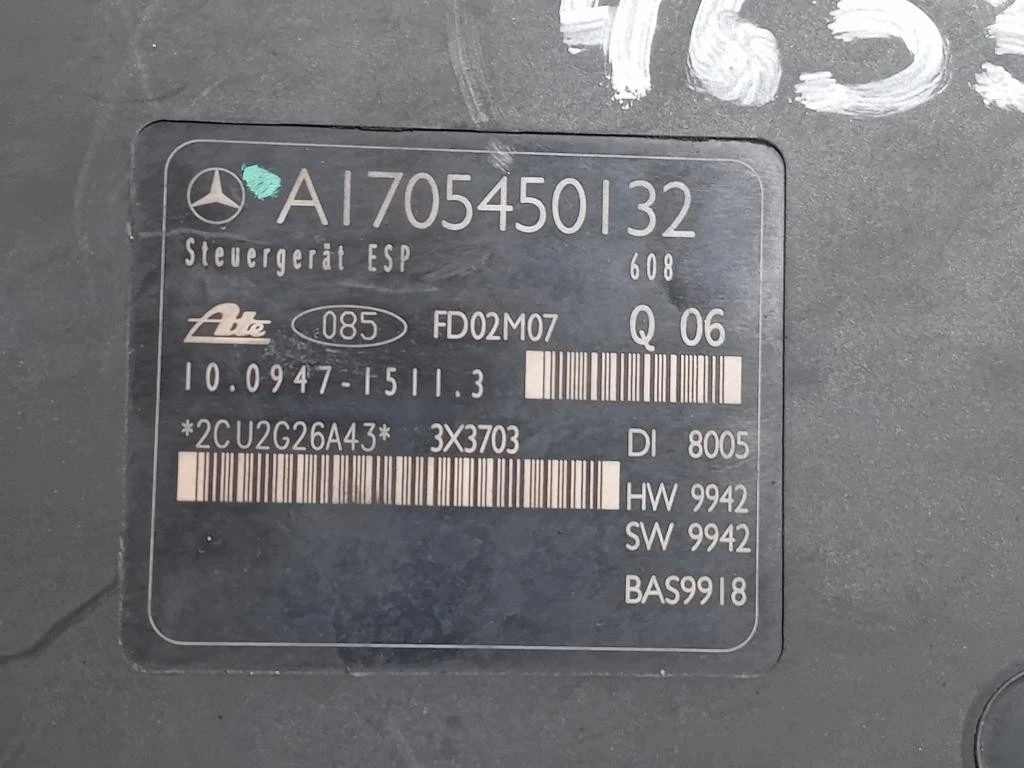 A1705450132
Steuergerät ESP 608
Ate 085 FD02M07 Q 06
10.0947-1511.3
*2CU2G26A43* 3X3703 DI 8005
HW 9942
SW 9942
BAS9918